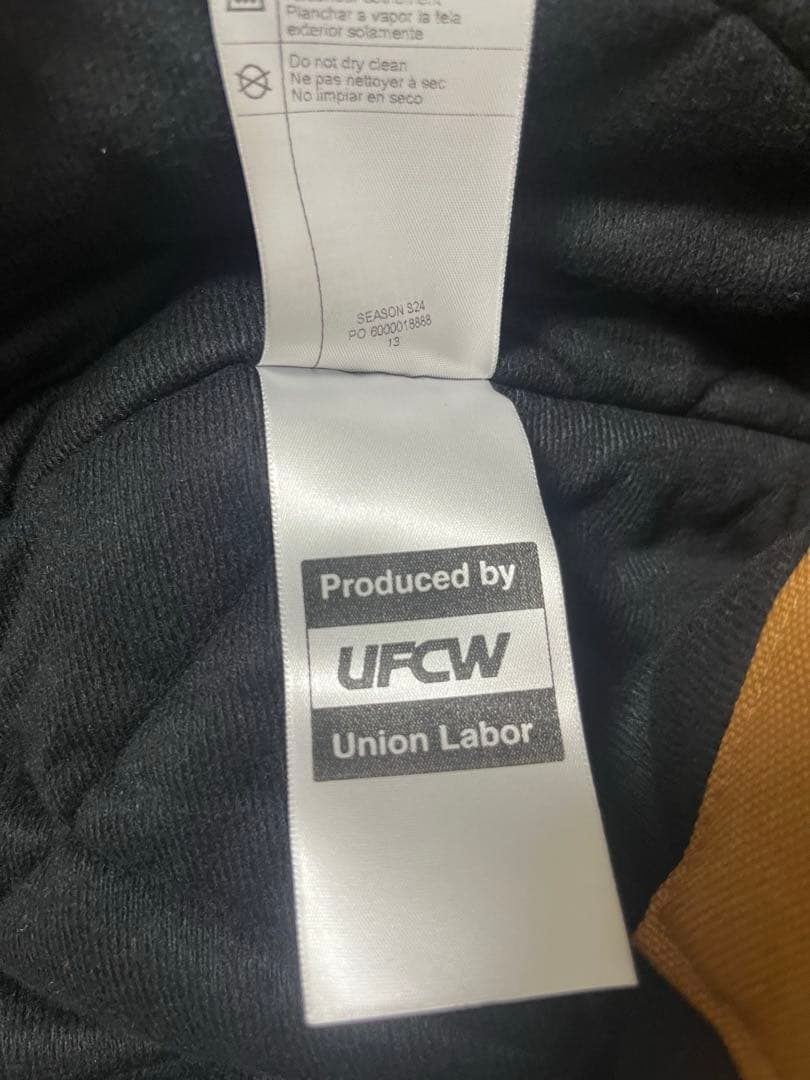 Planchar a vapor la tela
exterior solamente
Do not dry clean
Ne pas nettoyer à sec
No limpiar en seco
SEASON S24
PO 6000018888
13
Produced by
UFCW
Union Labor